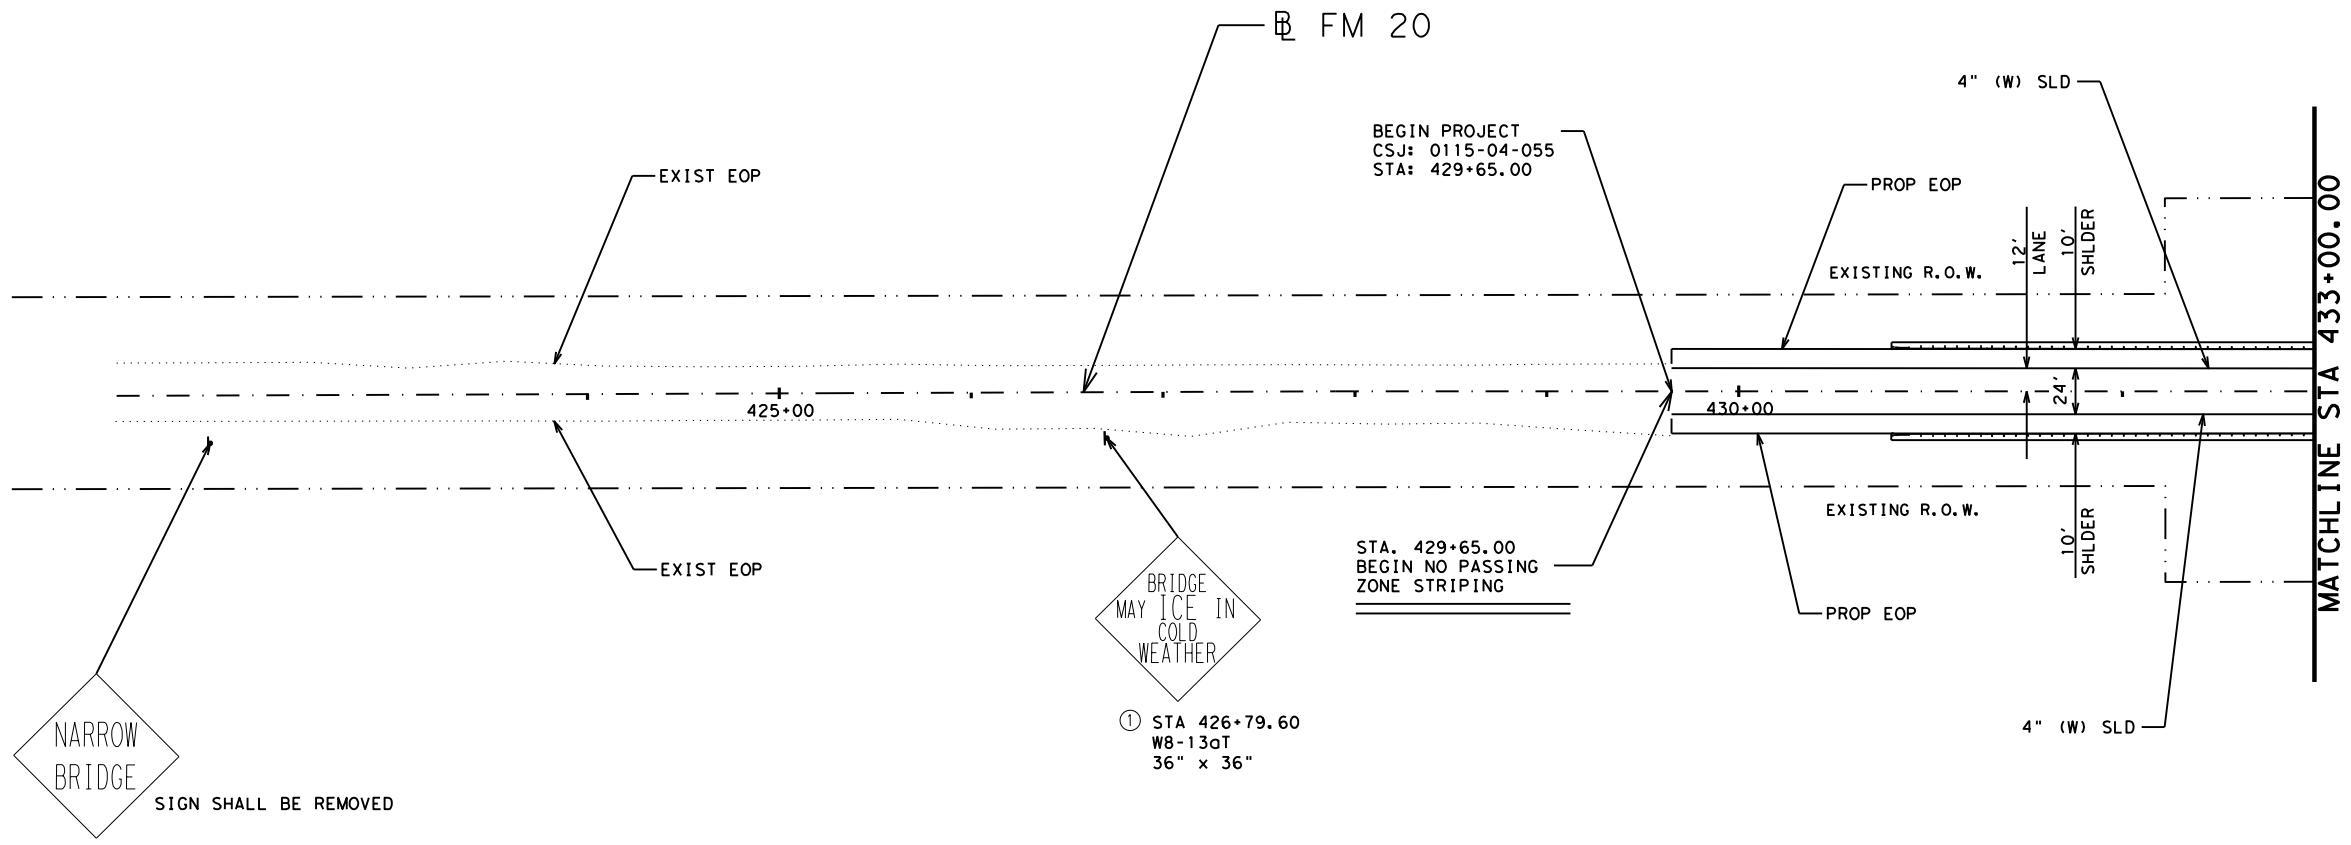 ℄ FM 20
4" (W) SLD
BEGIN PROJECT
CSJ: 0115-04-055
STA: 429+65.00
EXIST EOP
PROP EOP
12'
LANE
10'
SHLDER
EXISTING R.O.W.
MATCHLINE STA 433+00.00
425+00
430+00
24'
EXISTING R.O.W.
10'
SHLDER
STA. 429+65.00
BEGIN NO PASSING
ZONE STRIPING
EXIST EOP
PROP EOP
BRIDGE
MAY ICE IN
COLD
WEATHER
1 STA 426+79.60
W8-13aT
36" x 36"
4" (W) SLD
NARROW
BRIDGE
SIGN SHALL BE REMOVED